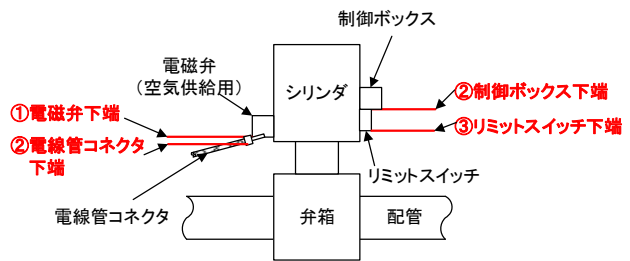 制御ボックス
電磁弁
(空気供給用)
シリンダ
①電磁弁下端
②電線管コネクタ
下端
②制御ボックス下端
③リミットスイッチ下端
リミットスイッチ
電線管コネクタ
弁箱
配管